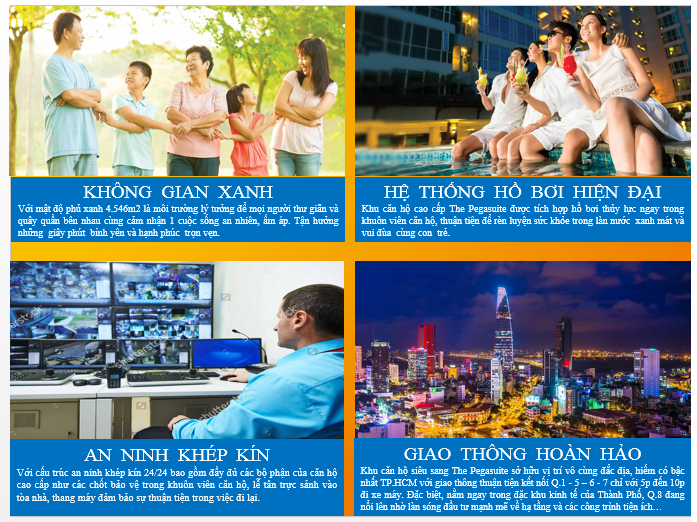 KHÔNG GIAN XANH
Với mật độ phủ xanh 4.546m2 là môi trường lý tưởng để mọi người thư giãn và
quây quần bên nhau cùng cảm nhận 1 cuộc sống an nhiên, ấm áp. Tận hưởng
những giây phút bình yên và hạnh phúc trọn vẹn.
HỆ THỐNG HỒ BƠI HIỆN ĐẠI
Khu căn hộ cao cấp The Pegasuite được tích hợp hồ bơi thủy lực ngay trong
khuôn viên căn hộ, thuận tiện để rèn luyện sức khỏe trong làn nước xanh mát và
vui đùa cùng con trẻ.
AN NINH KHÉP KÍN
Với cấu trúc an ninh khép kín 24/24 bao gồm đầy đủ các bộ phận của căn hộ
cao cấp như các chốt bảo vệ trong khuôn viên căn hộ, lễ tân trực sảnh vào
tòa nhà, thang máy đảm bảo sự thuận tiện trong việc đi lại.
GIAO THÔNG HOÀN HẢO
Khu căn hộ siêu sang The Pegasuite sở hữu vị trí vô cùng đắc địa, hiếm có bậc
nhất TP.HCM với giao thông thuận tiện kết nối Q.1 - 5 – 6 - 7 chỉ với 5p đến 10p
đi xe máy. Đặc biệt, nằm ngay trong đặc khu kinh tế của Thành Phố, Q.8 đang
nổi lên nhờ làn sóng đầu tư mạnh mẽ về hạ tầng và các công trình tiện ích…